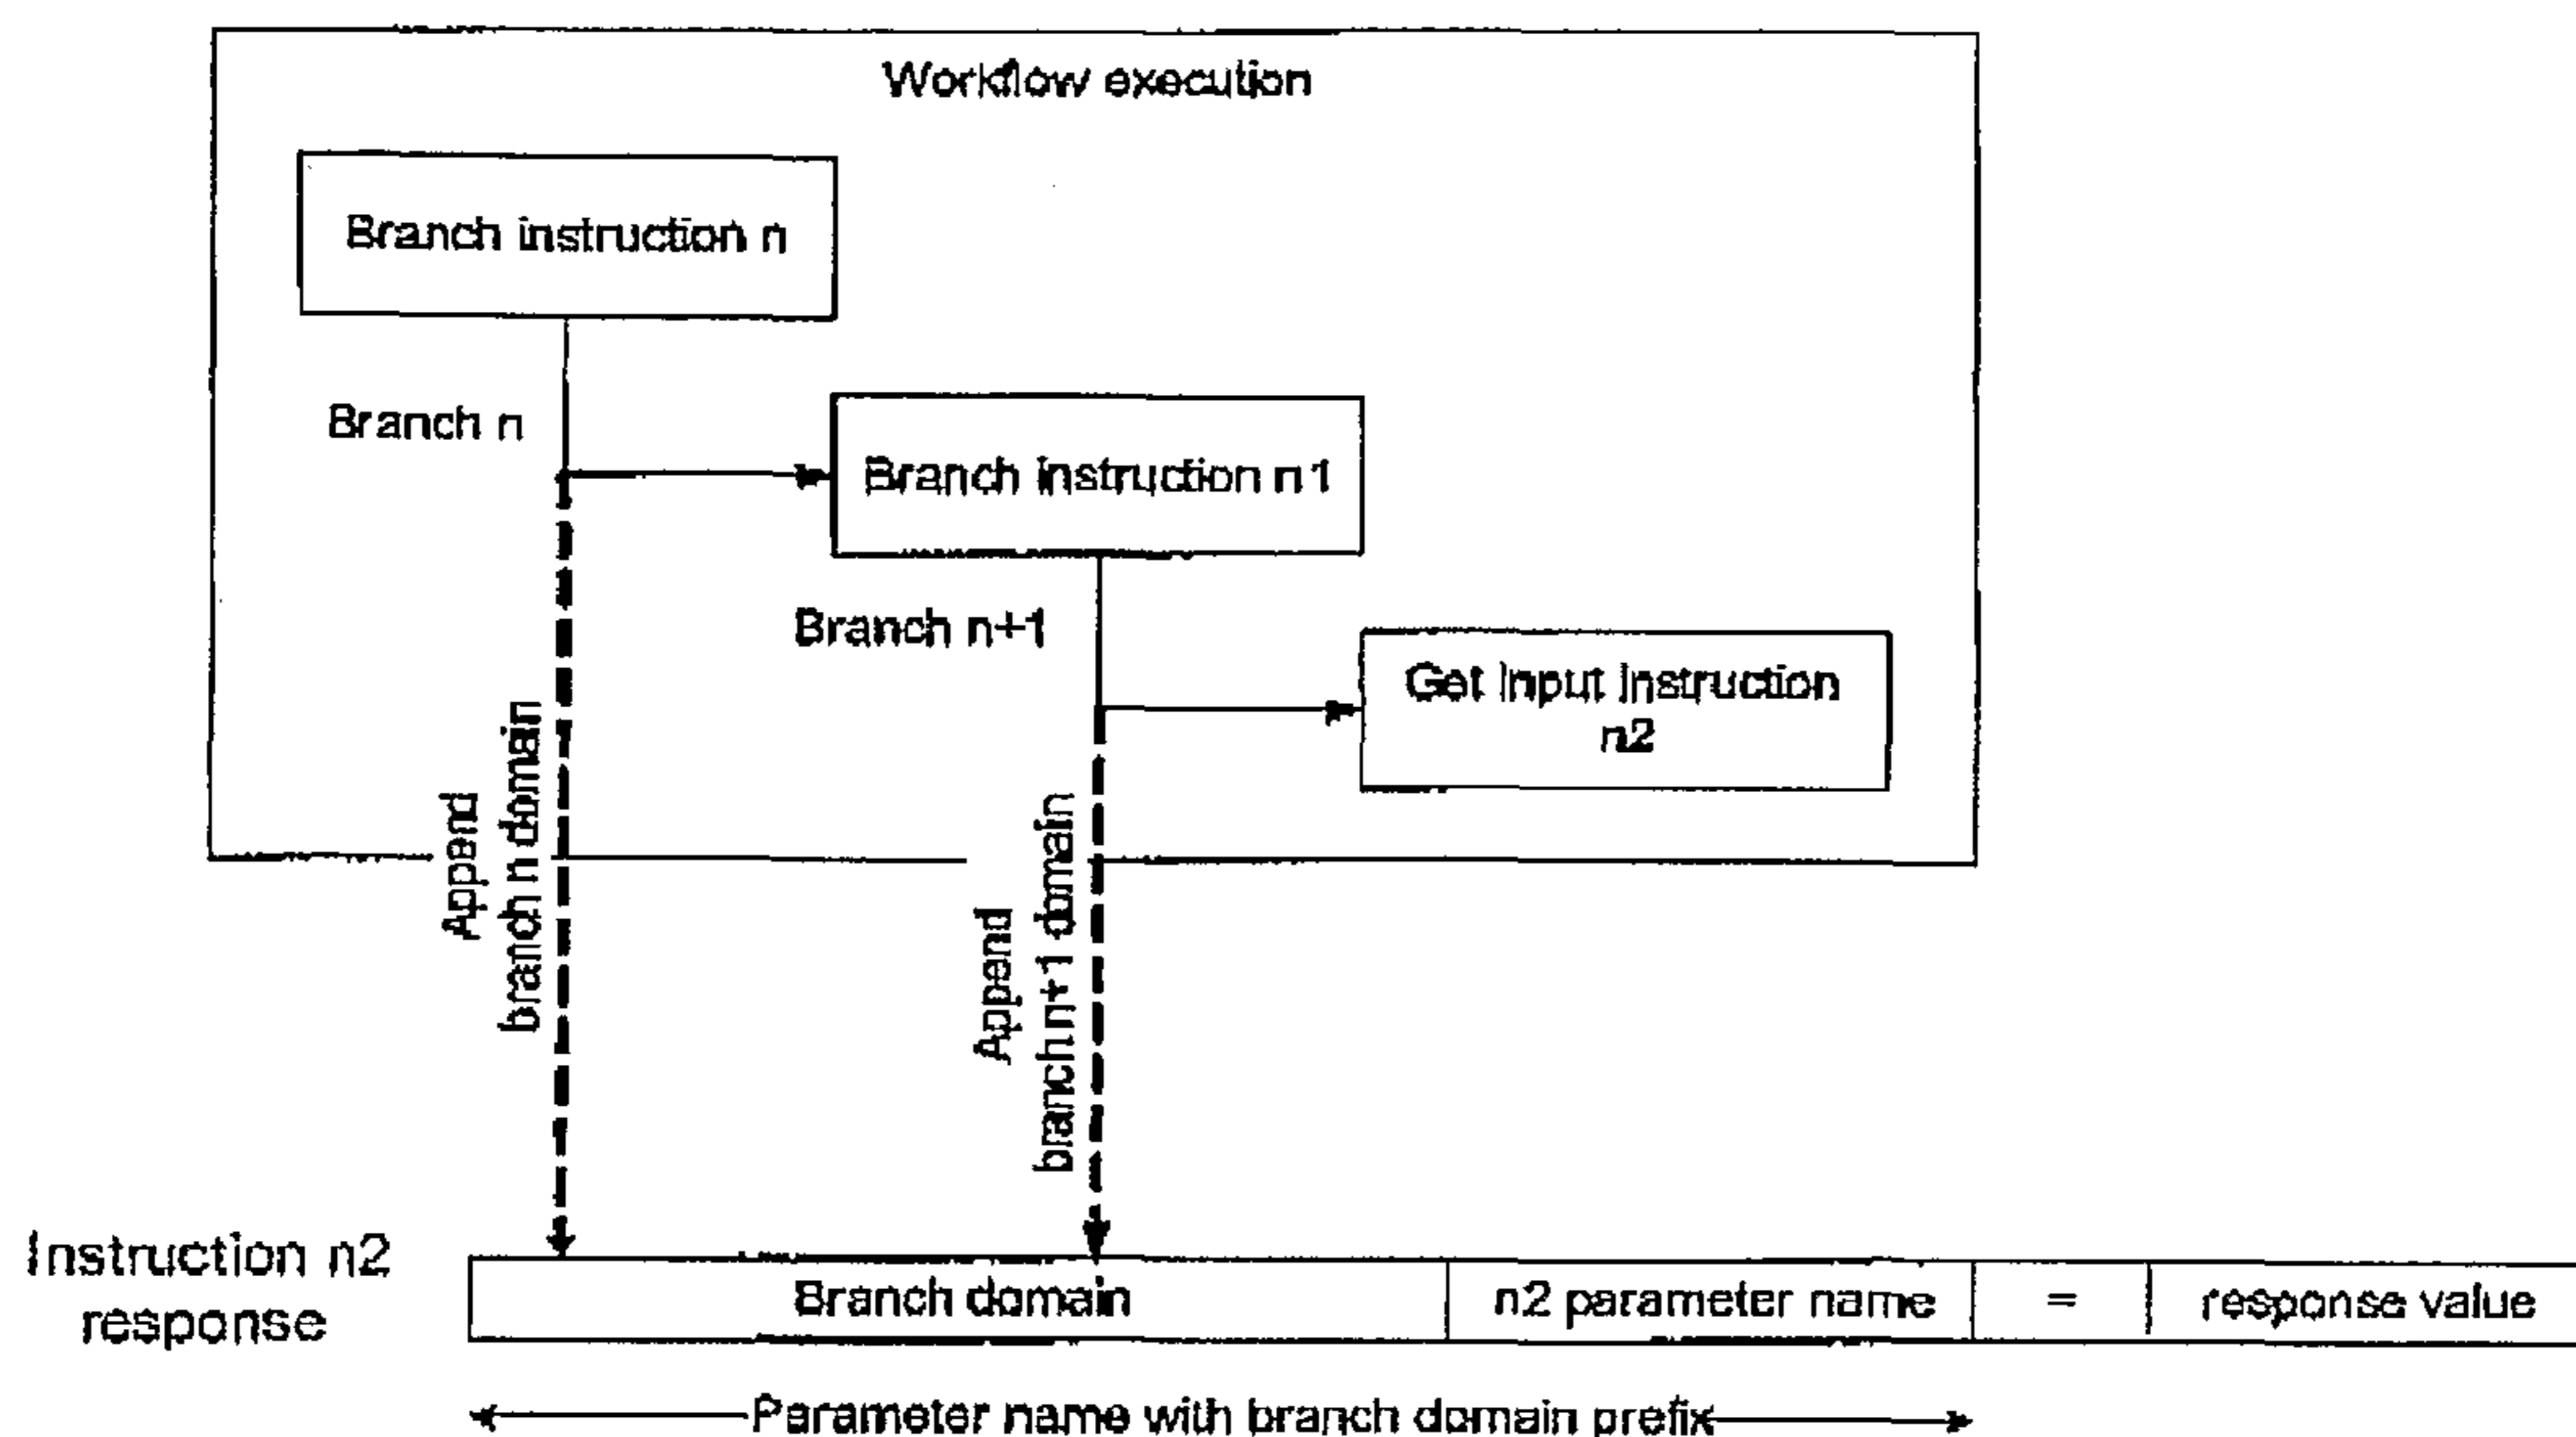 Workflow execution
Branch instruction n
Branch n
Branch instruction n1
Branch n+1
Get Input Instruction
n2
Append
branch n domain
Append
branch n+1 domain
Instruction n2
response
Branch domain
n2 parameter name
=
response value
Parameter name with branch domain prefix